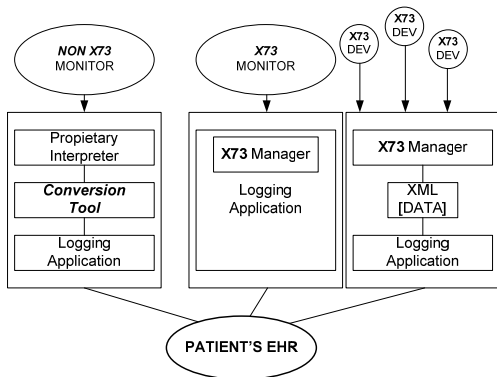 NON X73
MONITOR
X73
MONITOR
X73
DEV
X73
DEV
X73
DEV
Propietary
Interpreter
Conversion
Tool
Logging
Application
X73 Manager
Logging
Application
X73 Manager
XML
[DATA]
Logging
Application
PATIENT'S EHR